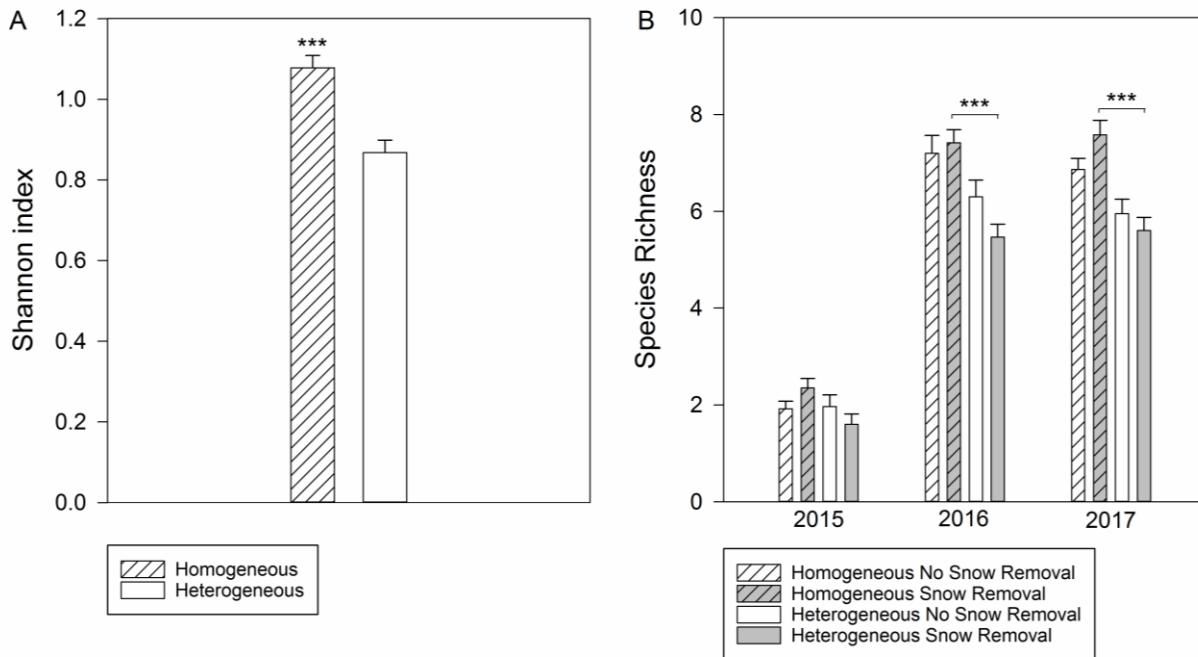 A
Shannon index
1.2
1.0
0.8
0.6
0.4
0.2
0.0
***
Homogeneous
Heterogeneous
B
Species Richness
10
8
6
4
2
0
***
***
2015
2016
2017
Homogeneous No Snow Removal
Homogeneous Snow Removal
Heterogeneous No Snow Removal
Heterogeneous Snow Removal